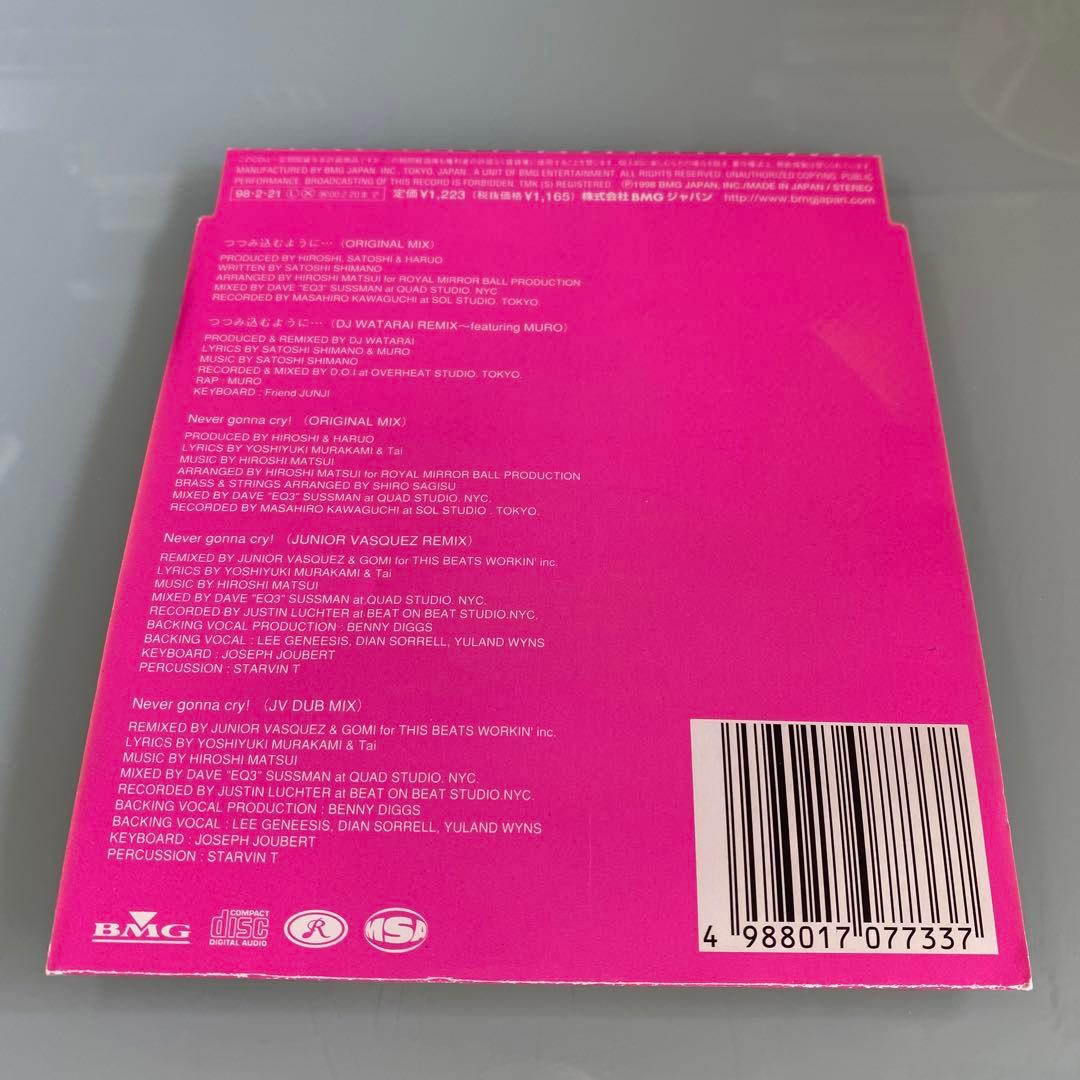 MANUFACTURED BY BMG JAPAN, INC. TOKYO, JAPAN. A UNIT OF BMG ENTERTAINMENT. ALL RIGHTS RESERVED. UNAUTHORIZED COPYING. PUBLIC
PERFORMANCE. BROADCASTING OF THIS RECORD IS FORBIDDEN. TMK (S) REGISTERED. Ⓟ1998 BMG JAPAN, INC./MADE IN JAPAN / STEREO
98・2・21 L 2000・2・20まで 定価¥1,223 (税抜価格¥1,165) 株式会社BMGジャパン http://www.bmgjapan.com
つつみ込むように… (ORIGINAL MIX)
PRODUCED BY HIROSHI, SATOSHI & HARUO
WRITTEN BY SATOSHI SHIMANO
ARRANGED BY HIROSHI MATSUI for ROYAL MIRROR BALL PRODUCTION
MIXED BY DAVE "EQ3" SUSSMAN at QUAD STUDIO. NYC
RECORDED BY MASAHIRO KAWAGUCHI at SOL STUDIO. TOKYO.
つつみ込むように… (DJ WATARAI REMIX〜featuring MURO)
PRODUCED & REMIXED BY DJ WATARAI
LYRICS BY SATOSHI SHIMANO & MURO
MUSIC BY SATOSHI SHIMANO
RECORDED & MIXED BY D.O.I at OVERHEAT STUDIO. TOKYO.
RAP : MURO
KEYBOARD : Friend JUNJI
Never gonna cry! (ORIGINAL MIX)
PRODUCED BY HIROSHI & HARUO
LYRICS BY YOSHIYUKI MURAKAMI & Tai
MUSIC BY HIROSHI MATSUI
ARRANGED BY HIROSHI MATSUI for ROYAL MIRROR BALL PRODUCTION
BRASS & STRINGS ARRANGED BY SHIRO SAGISU
MIXED BY DAVE "EQ3" SUSSMAN at QUAD STUDIO. NYC.
RECORDED BY MASAHIRO KAWAGUCHI at SOL STUDIO . TOKYO.
Never gonna cry! (JUNIOR VASQUEZ REMIX)
REMIXED BY JUNIOR VASQUEZ & GOMI for THIS BEATS WORKIN' inc.
LYRICS BY YOSHIYUKI MURAKAMI & Tai
MUSIC BY HIROSHI MATSUI
MIXED BY DAVE "EQ3" SUSSMAN at QUAD STUDIO. NYC.
RECORDED BY JUSTIN LUCHTER at BEAT ON BEAT STUDIO.NYC.
BACKING VOCAL PRODUCTION : BENNY DIGGS
BACKING VOCAL : LEE GENEESIS, DIAN SORRELL, YULAND WYNS
KEYBOARD : JOSEPH JOUBERT
PERCUSSION : STARVIN T
Never gonna cry! (JV DUB MIX)
REMIXED BY JUNIOR VASQUEZ & GOMI for THIS BEATS WORKIN' inc.
LYRICS BY YOSHIYUKI MURAKAMI & Tai
MUSIC BY HIROSHI MATSUI
MIXED BY DAVE "EQ3" SUSSMAN at QUAD STUDIO. NYC.
RECORDED BY JUSTIN LUCHTER at BEAT ON BEAT STUDIO.NYC.
BACKING VOCAL PRODUCTION : BENNY DIGGS
BACKING VOCAL : LEE GENEESIS, DIAN SORRELL, YULAND WYNS
KEYBOARD : JOSEPH JOUBERT
PERCUSSION : STARVIN T
BMG
COMPACT
disc
DIGITAL AUDIO
R
4 988017 077337